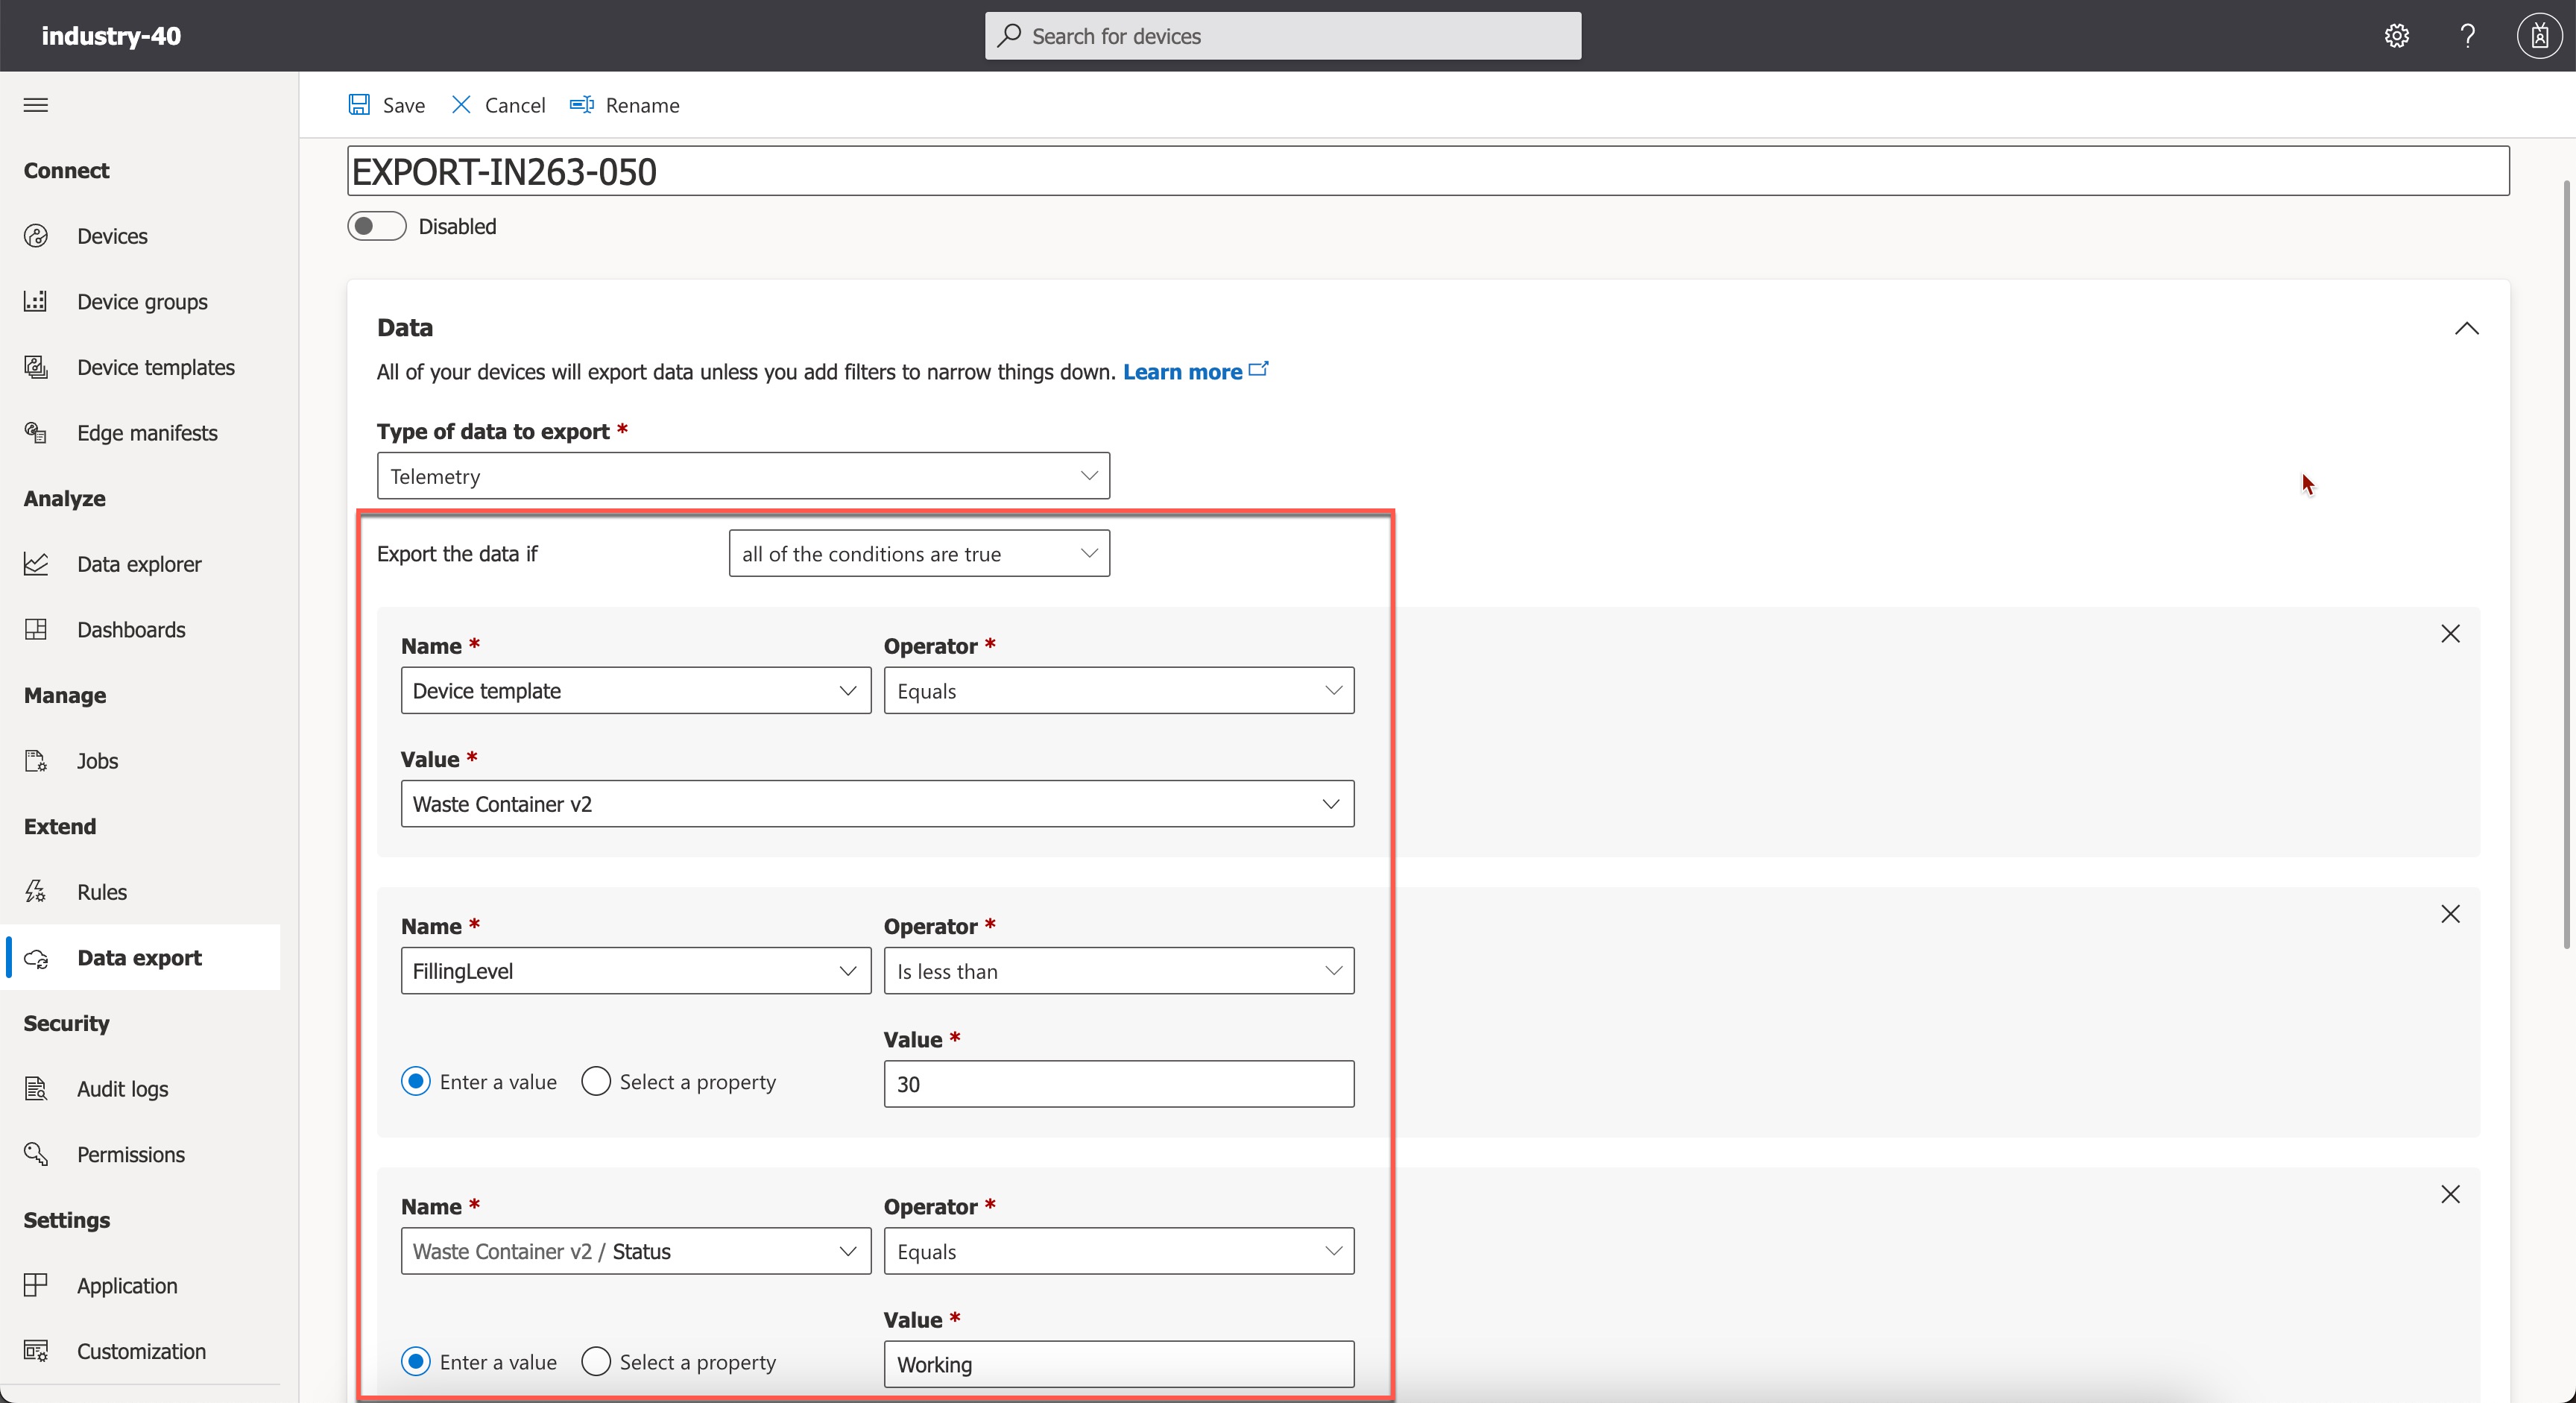 industry-40
Search for devices
?
Save
Cancel
Rename
Connect
Devices
Device groups
Device templates
Edge manifests
Analyze
Data explorer
Dashboards
Manage
Jobs
Extend
Rules
Data export
Security
Audit logs
Permissions
Settings
Application
Customization
EXPORT-IN263-050
Disabled
Data
All of your devices will export data unless you add filters to narrow things down. Learn more
Type of data to export *
Telemetry
Export the data if
all of the conditions are true
Name *
Operator *
Device template
Equals
Value *
Waste Container v2
Name *
Operator *
FillingLevel
Is less than
Value *
Enter a value
Select a property
30
Name *
Operator *
Waste Container v2 / Status
Equals
Value *
Enter a value
Select a property
Working